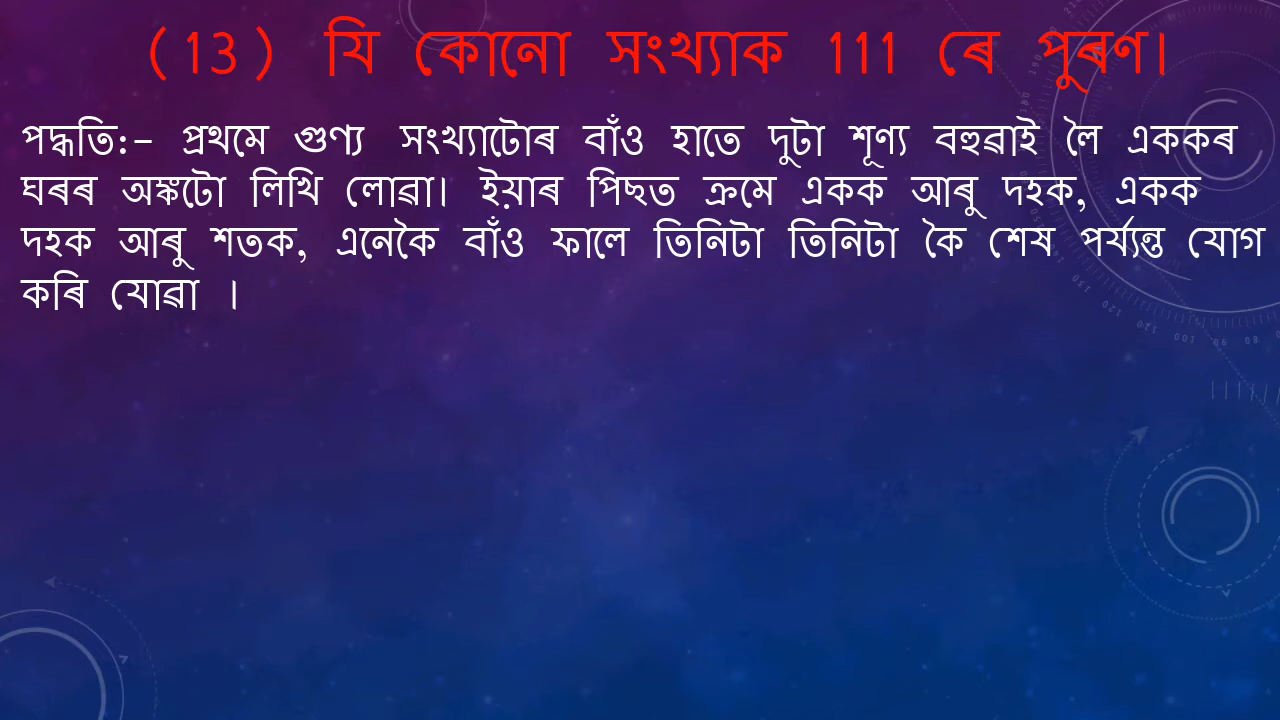 (13) যি কোনো সংখ্যাক 111 ৰে পুৰণ।
পদ্ধতি:- প্ৰথমে গুণ্য সংখ্যাটোৰ বাঁও হাতে দুটা শূণ্য বহুৱাই লৈ এককৰ
ঘৰৰ অঙ্কটো লিখি লোৱা। ইয়াৰ পিছত ক্ৰমে একক আৰু দহক, একক
দহক আৰু শতক, এনেকৈ বাঁও ফালে তিনিটা তিনিটা কৈ শেষ পৰ্য্যন্ত যোগ
কৰি যোৱা ।